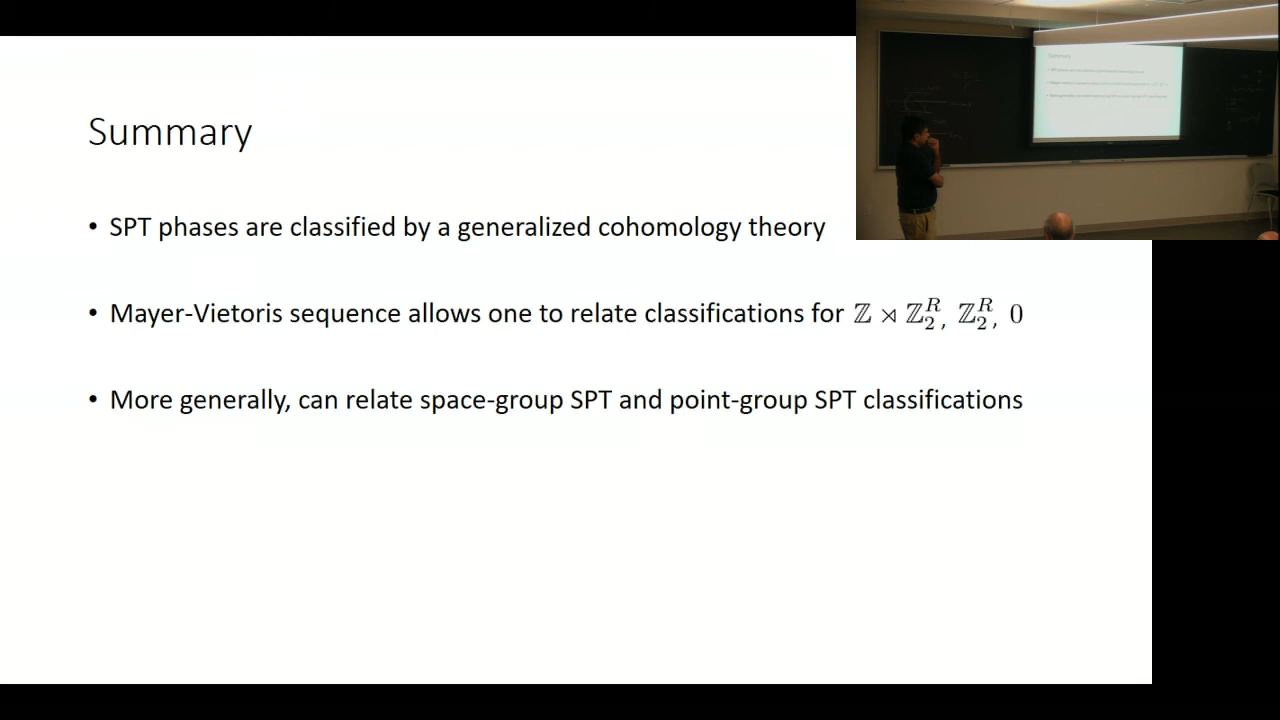 Summary
• SPT phases are classified by a generalized cohomology theory
• Mayer-Vietoris sequence allows one to relate classifications for ℤ ⋊ ℤ₂ᴿ, ℤ₂ᴿ, 0
• More generally, can relate space-group SPT and point-group SPT classifications